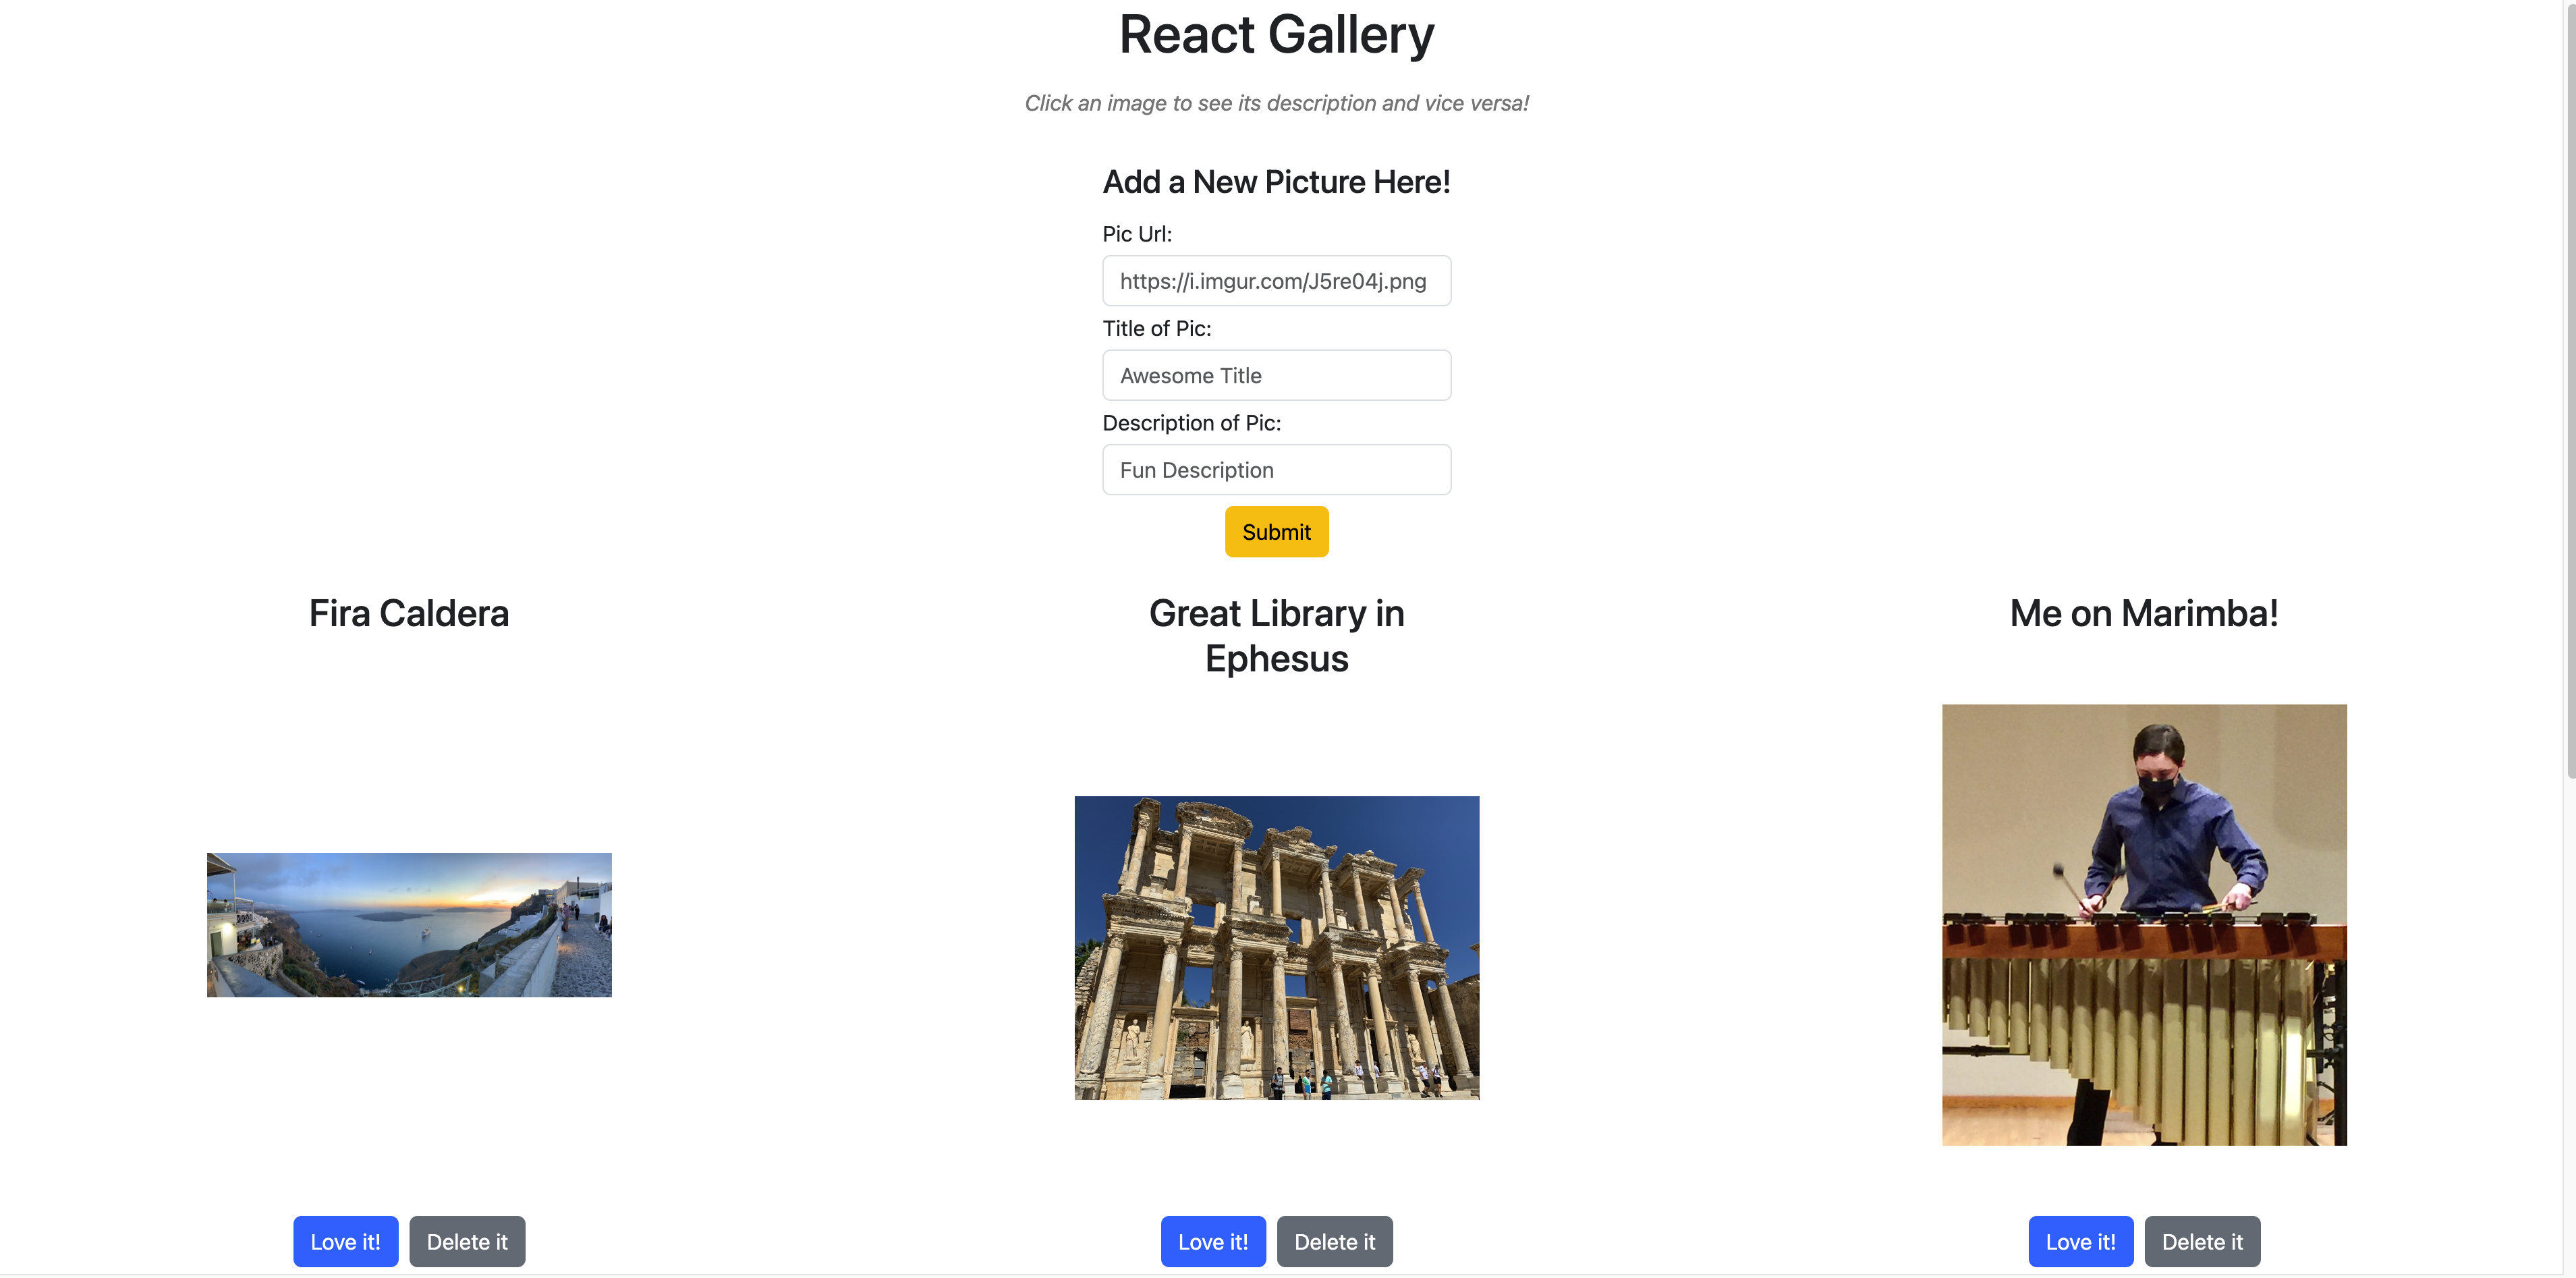 React Gallery
Click an image to see its description and vice versa!
Add a New Picture Here!
Pic Url:
https://i.imgur.com/J5re04j.png
Title of Pic:
Awesome Title
Description of Pic:
Fun Description
Submit
Fira Caldera
Great Library in
Ephesus
Me on Marimba!
Love it! Delete it
Love it! Delete it
Love it! Delete it